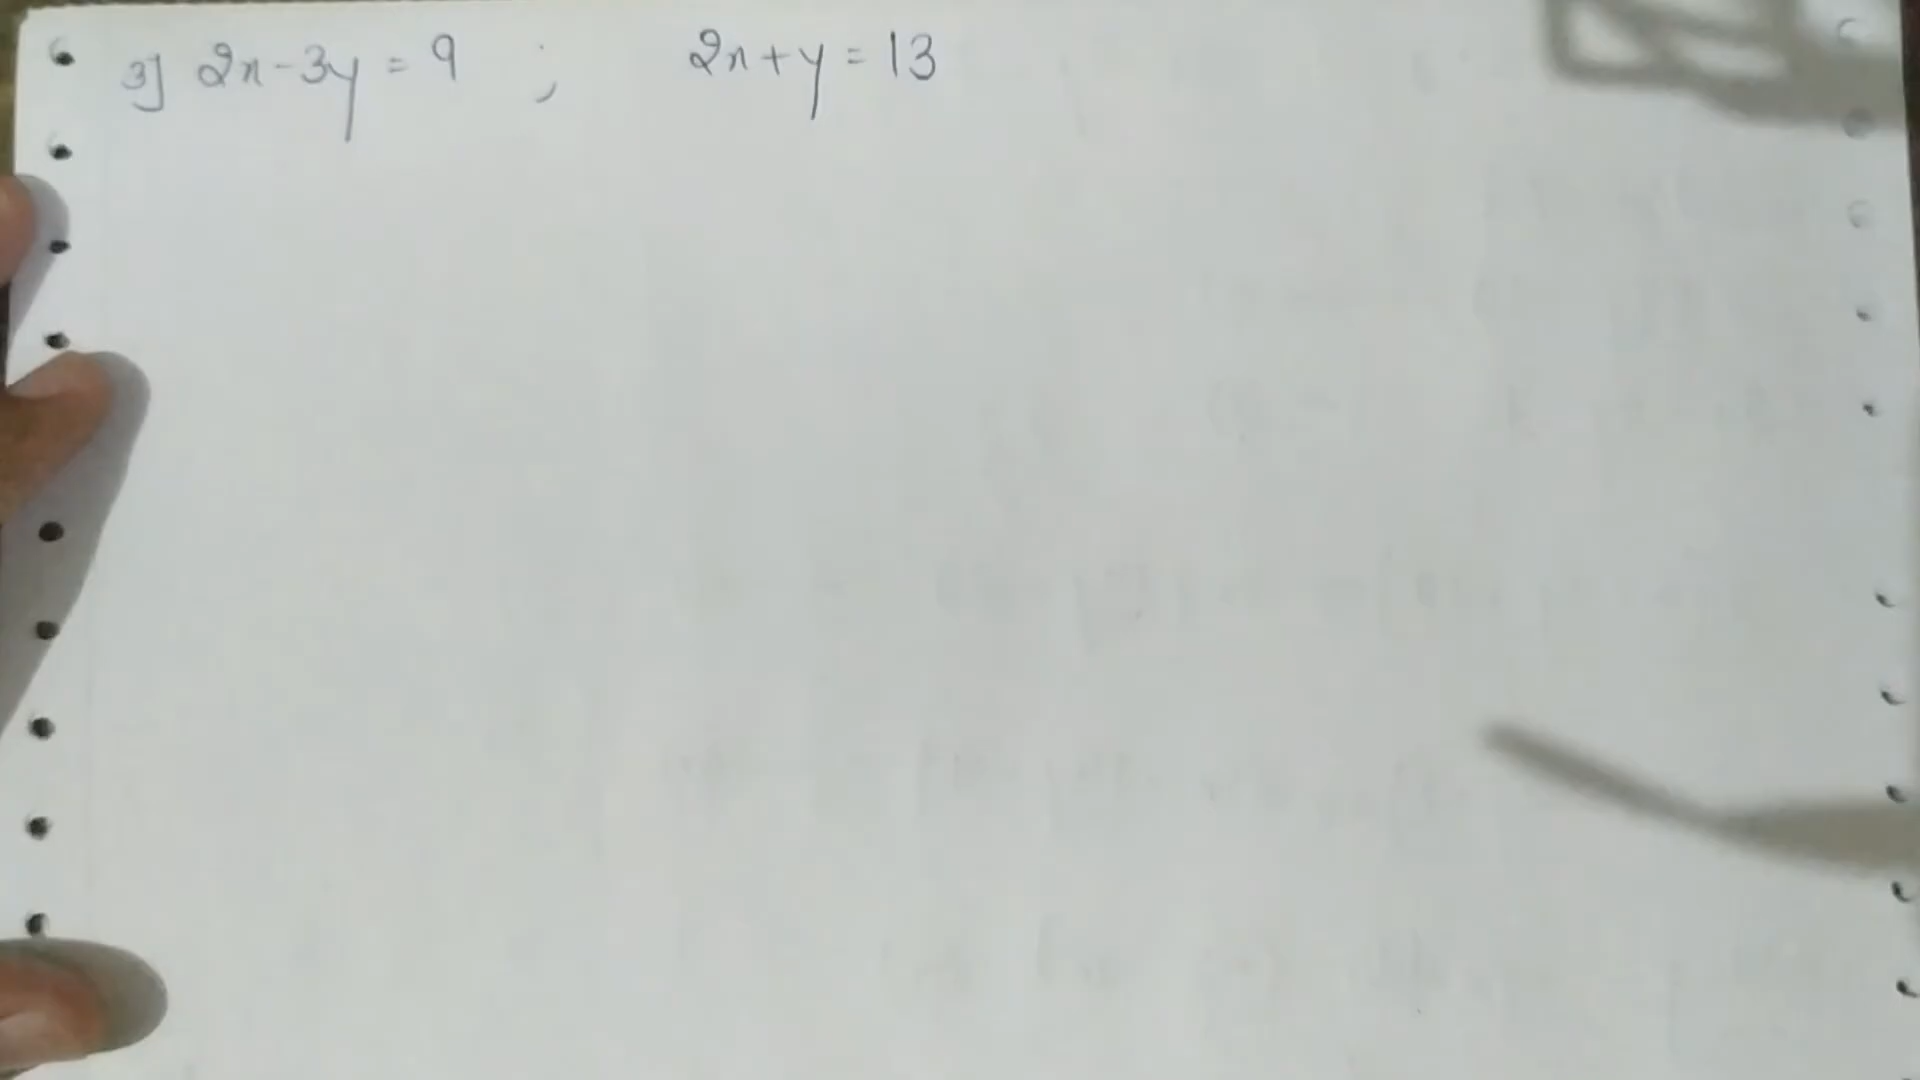 3] 2x - 3y = 9 ; 2x + y = 13